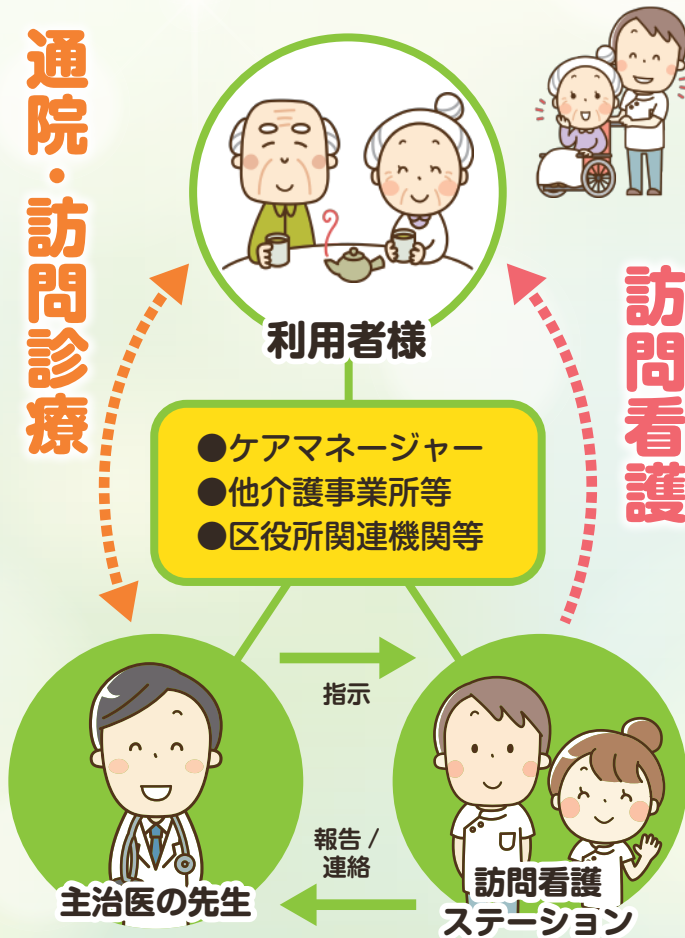 通院・訪問診療
利用者様
訪問看護
●ケアマネージャー
●他介護事業所等
●区役所関連機関等
指示
報告 /
連絡
主治医の先生
訪問看護
ステーション